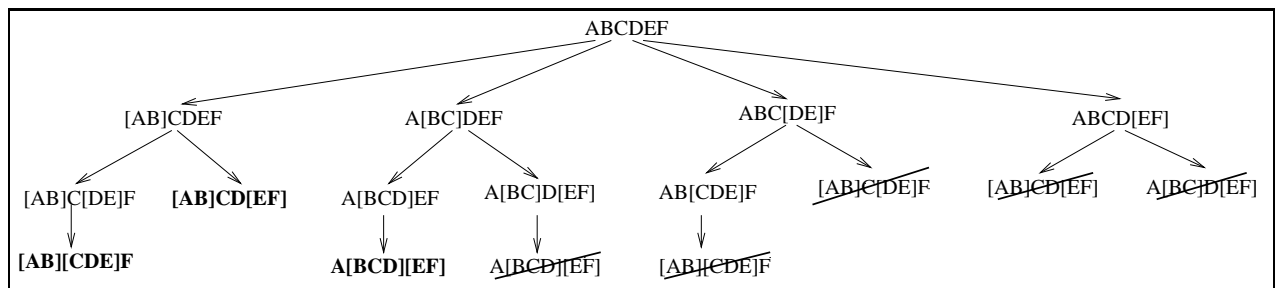 ABCDEF
[AB]CDEF A[BC]DEF ABC[DE]F ABCD[EF]
[AB]C[DE]F [AB]CD[EF] A[BCD]EF A[BC]D[EF] AB[CDE]F [AB]C[DE]F [AB]CD[EF] A[BC]D[EF]
[AB][CDE]F A[BCD][EF] A[BCD][EF] [AB][CDE]F